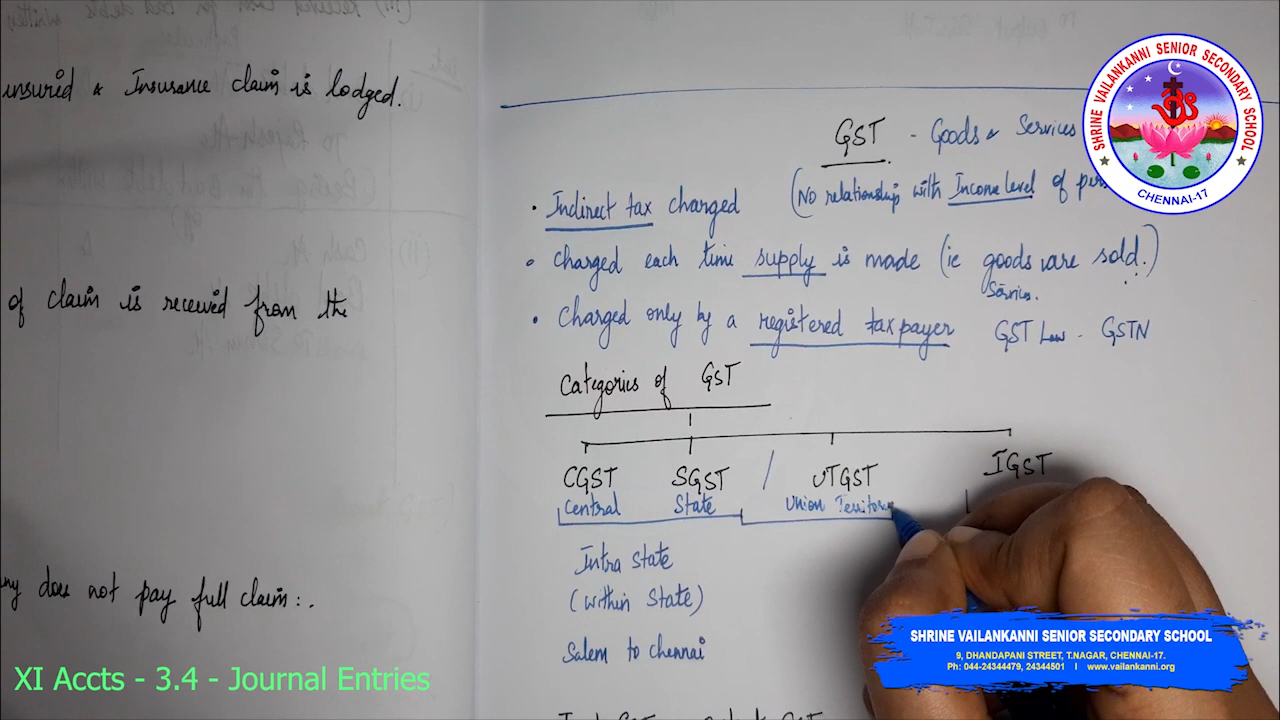 insured & Insurance claim is lodged.
of claim is received from the
any does not pay full claim:.
GST - Goods & Services
(No relationship with Income level of per
• Indirect tax charged
• Charged each time supply is made (ie goods are sold.)
Services.
• Charged only by a registered taxpayer GST Law - GSTN
Categories of GST
CGST SGST / UTGST IGST
Central State Union Territor
Intra State
(within State)
Salem to Chennai
SHRINE VAILANKANNI SENIOR SECONDARY SCHOOL
CHENNAI-17
SHRINE VAILANKANNI SENIOR SECONDARY SCHOOL
9, DHANDAPANI STREET, T.NAGAR, CHENNAI-17.
Ph: 044-24344479, 24344501 I www.vailankanni.org
XI Accts - 3.4 - Journal Entries